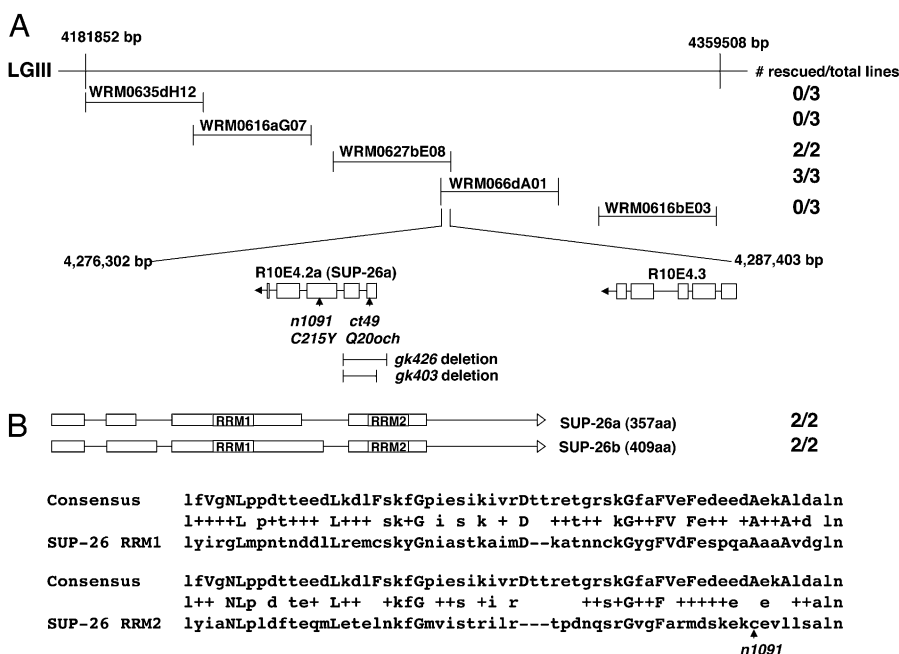 A
4181852 bp
4359508 bp
LGIII
# rescued/total lines
WRM0635dH12
0/3
WRM0616aG07
0/3
WRM0627bE08
2/2
WRM066dA01
3/3
WRM0616bE03
0/3
4,276,302 bp
4,287,403 bp
R10E4.2a (SUP-26a)
R10E4.3
n1091 ct49
C215Y Q20och
gk426 deletion
gk403 deletion
B
RRM1 RRM2 SUP-26a (357aa) 2/2
RRM1 RRM2 SUP-26b (409aa) 2/2
Consensus lfVgNLppdtteedLkdlFskfGpiesikivrDttretgrskGfaFVeFedeedAekAldaln
l++++L p+t+++ L+++ sk+G i s k + D ++t++ kG++FV Fe++ +A++A+d ln
SUP-26 RRM1 lyirgLmpntnddlLremcskyGniastkaimD--katnnckGygFVdFespqaAaaAvdgln
Consensus lfVgNLppdtteedLkdlFskfGpiesikivrDttretgrskGfaFVeFedeedAekAldaln
l++ NLp d te+ L++ +kfG ++s +i r ++s+G++F +++++e e ++aln
SUP-26 RRM2 lyiaNLpldfteqmLetelnkfGmvistrilr---tpdnqsrGvgFarmdskekcevllsaln
n1091